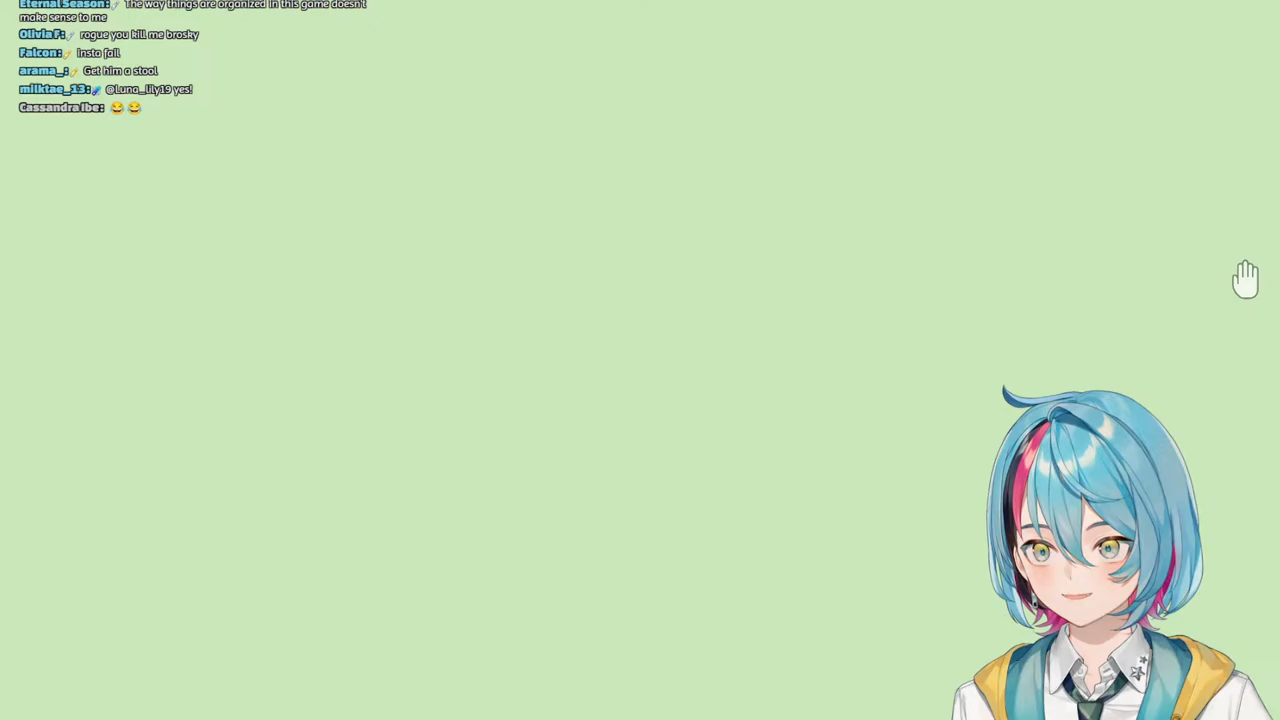 Eternal Season: The way things are organized in this game doesn't
make sense to me
Olivia F: rogue you kill me brosky
Falcon: insta fail
arama_: Get him a stool
milktae_13: @Luna_lily19 yes!
Cassandra Ibe: 😂 😂